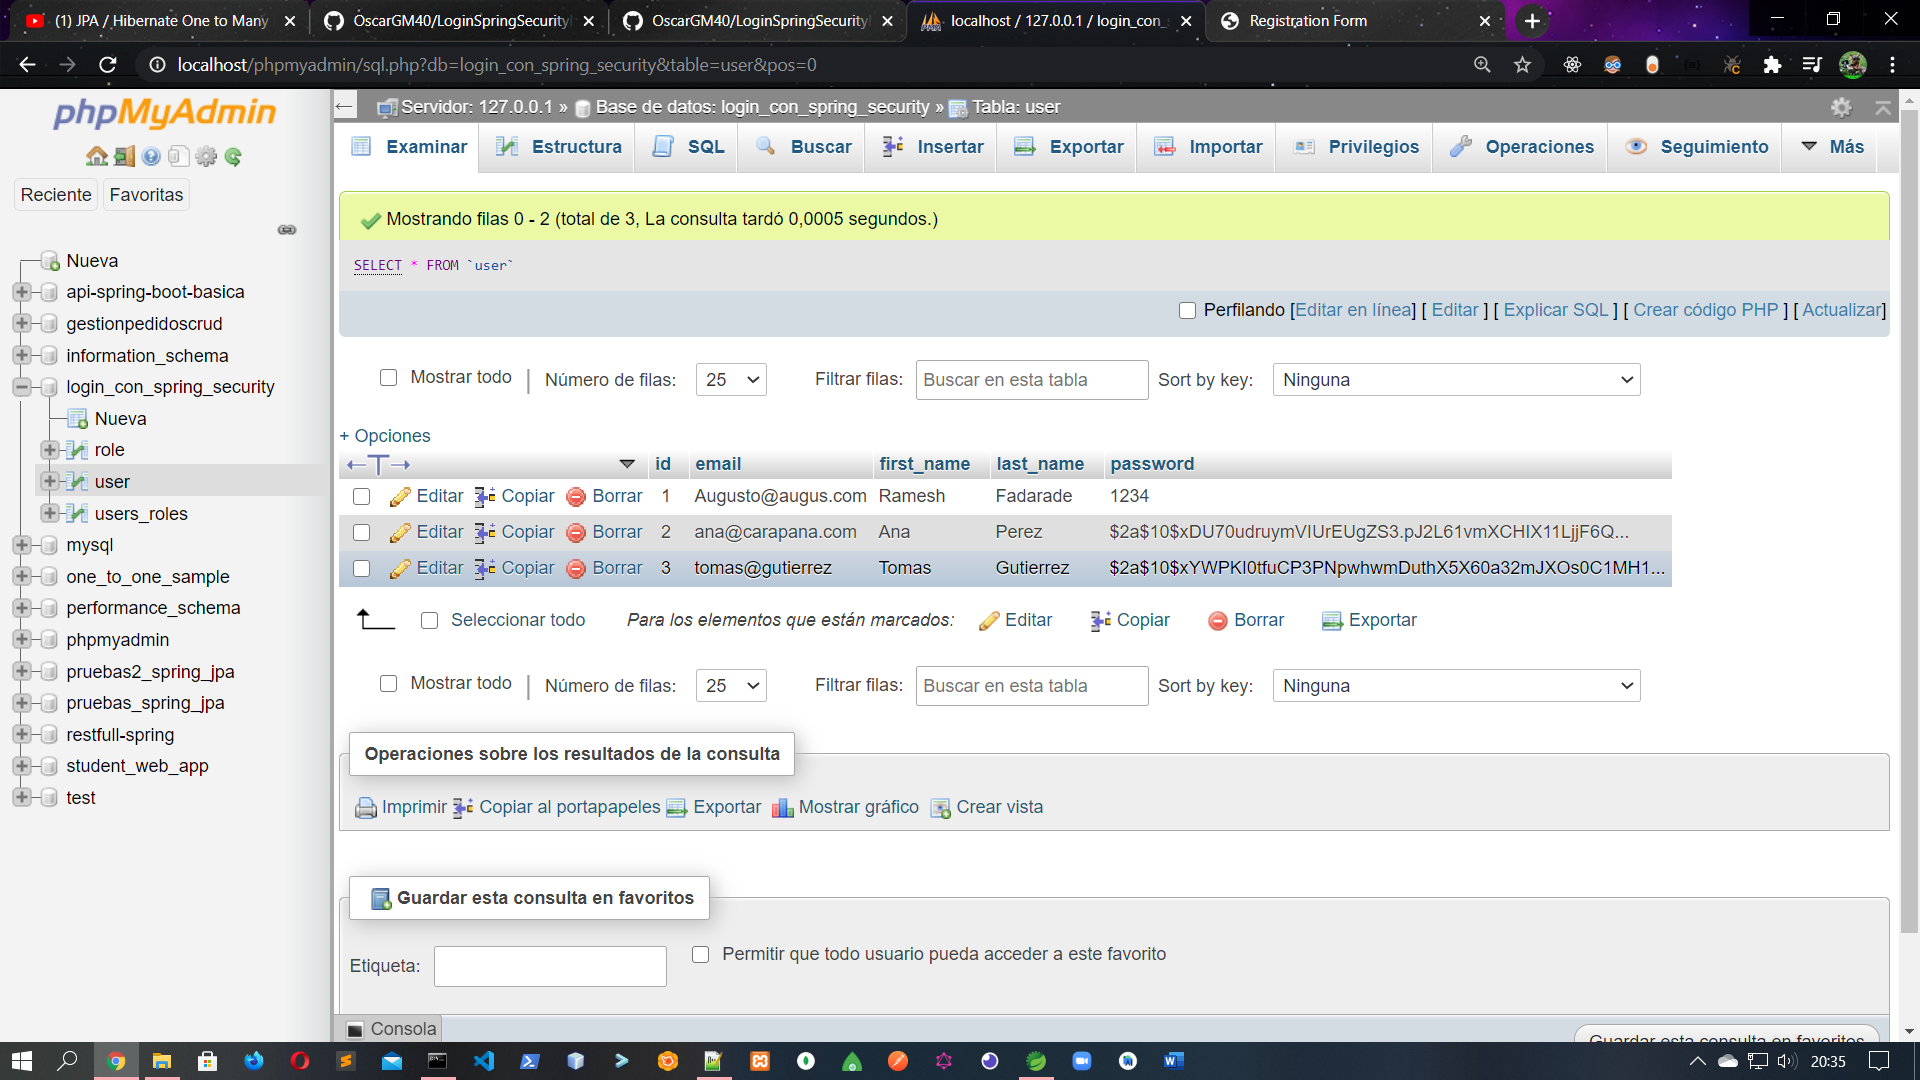 (1) JPA / Hibernate One to Many
OscarGM40/LoginSpringSecurity
OscarGM40/LoginSpringSecurity
localhost / 127.0.0.1 / login_con_
Registration Form
localhost/phpmyadmin/sql.php?db=login_con_spring_security&table=user&pos=0
phpMyAdmin
Reciente
Favoritas
Nueva
api-spring-boot-basica
gestionpedidoscrud
information_schema
login_con_spring_security
Nueva
role
user
users_roles
mysql
one_to_one_sample
performance_schema
phpmyadmin
pruebas2_spring_jpa
pruebas_spring_jpa
restfull-spring
student_web_app
test
Servidor: 127.0.0.1 » Base de datos: login_con_spring_security » Tabla: user
Examinar Estructura SQL Buscar Insertar Exportar Importar Privilegios Operaciones Seguimiento Más
Mostrando filas 0 - 2 (total de 3, La consulta tardó 0,0005 segundos.)
SELECT * FROM `user`
Perfilando [Editar en línea] [ Editar ] [ Explicar SQL ] [ Crear código PHP ] [ Actualizar]
Mostrar todo | Número de filas: 25 Filtrar filas: Buscar en esta tabla Sort by key: Ninguna
+ Opciones
←T→ id email first_name last_name password
Editar Copiar Borrar 1 Augusto@augus.com Ramesh Fadarade 1234
Editar Copiar Borrar 2 ana@carapana.com Ana Perez $2a$10$xDU70udruymVIUrEUgZS3.pJ2L61vmXCHIX11LjjF6Q...
Editar Copiar Borrar 3 tomas@gutierrez Tomas Gutierrez $2a$10$xYWPKI0tfuCP3PNpwhwmDuthX5X60a32mJXOs0C1MH1...
Seleccionar todo Para los elementos que están marcados: Editar Copiar Borrar Exportar
Mostrar todo | Número de filas: 25 Filtrar filas: Buscar en esta tabla Sort by key: Ninguna
Operaciones sobre los resultados de la consulta
Imprimir Copiar al portapapeles Exportar Mostrar gráfico Crear vista
Guardar esta consulta en favoritos
Etiqueta: Permitir que todo usuario pueda acceder a este favorito
Consola
Guardar esta consulta en favoritos
20:35